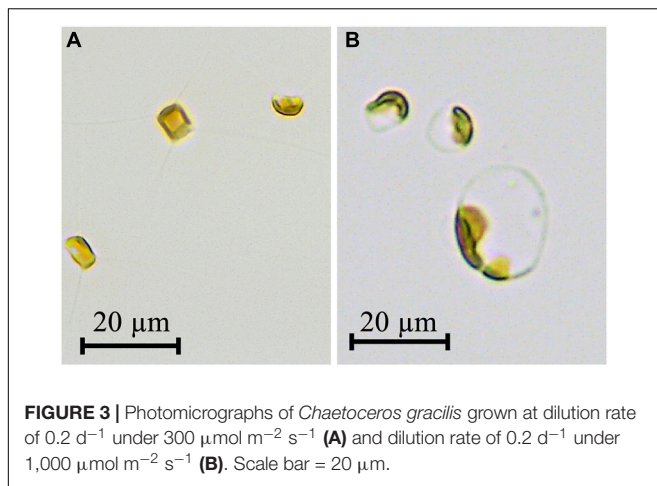 A
B
20 µm
20 µm
FIGURE 3 | Photomicrographs of Chaetoceros gracilis grown at dilution rate
of 0.2 d⁻¹ under 300 µmol m⁻² s⁻¹ (A) and dilution rate of 0.2 d⁻¹ under
1,000 µmol m⁻² s⁻¹ (B). Scale bar = 20 µm.